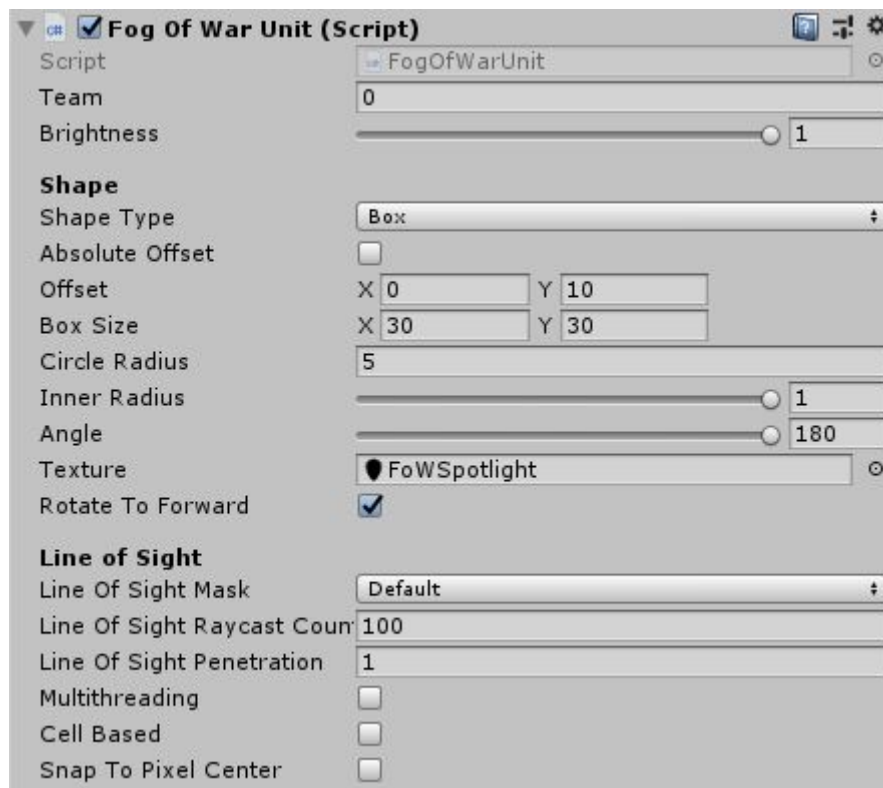 Fog Of War Unit (Script)
Script FogOfWarUnit
Team 0
Brightness 1
Shape
Shape Type Box
Absolute Offset
Offset X 0 Y 10
Box Size X 30 Y 30
Circle Radius 5
Inner Radius 1
Angle 180
Texture FoWSpotlight
Rotate To Forward
Line of Sight
Line Of Sight Mask Default
Line Of Sight Raycast Coun 100
Line Of Sight Penetration 1
Multithreading
Cell Based
Snap To Pixel Center